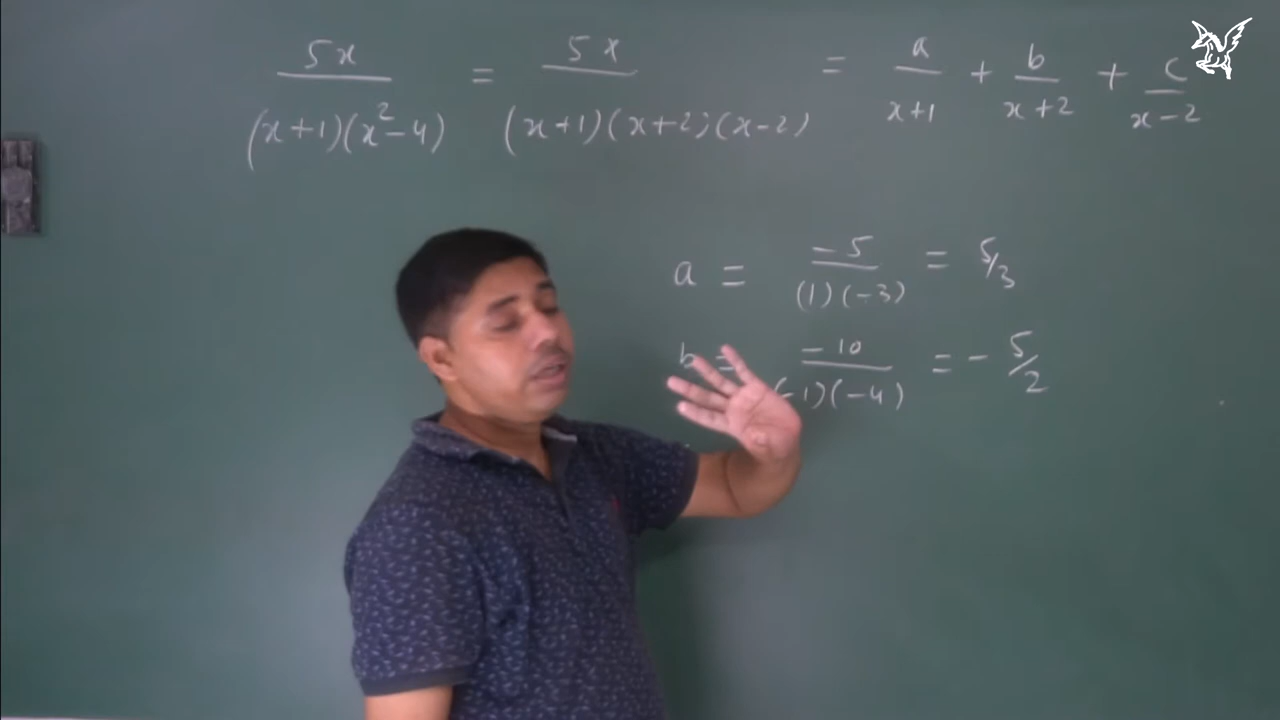 5x/(x+1)(x²-4) = 5x/(x+1)(x+2)(x-2) = a/x+1 + b/x+2 + c/x-2
a = -5/(1)(-3) = 5/3
b = -10/(-1)(-4) = -5/2